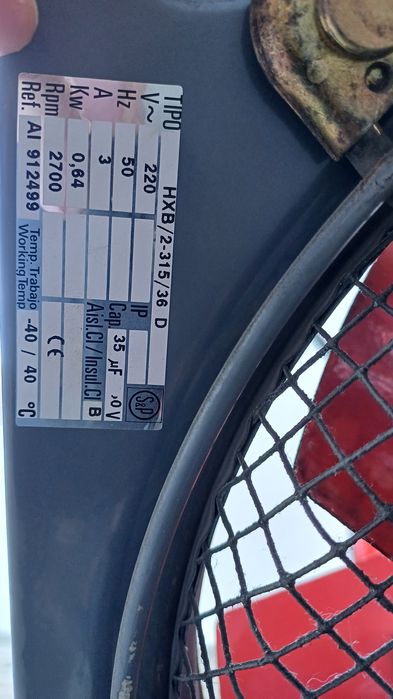 TIPO HXB/2-315/36 D
V~ 220 IP S&P
Hz 50 Cap. 35 µF
A 3 Aisl.Cl/Insul.Cl B
Kw 0,64
Rpm 2700 CE
Ref. AI 912499 Temp. Trabajo -40 / 40 ºC
Working Temp